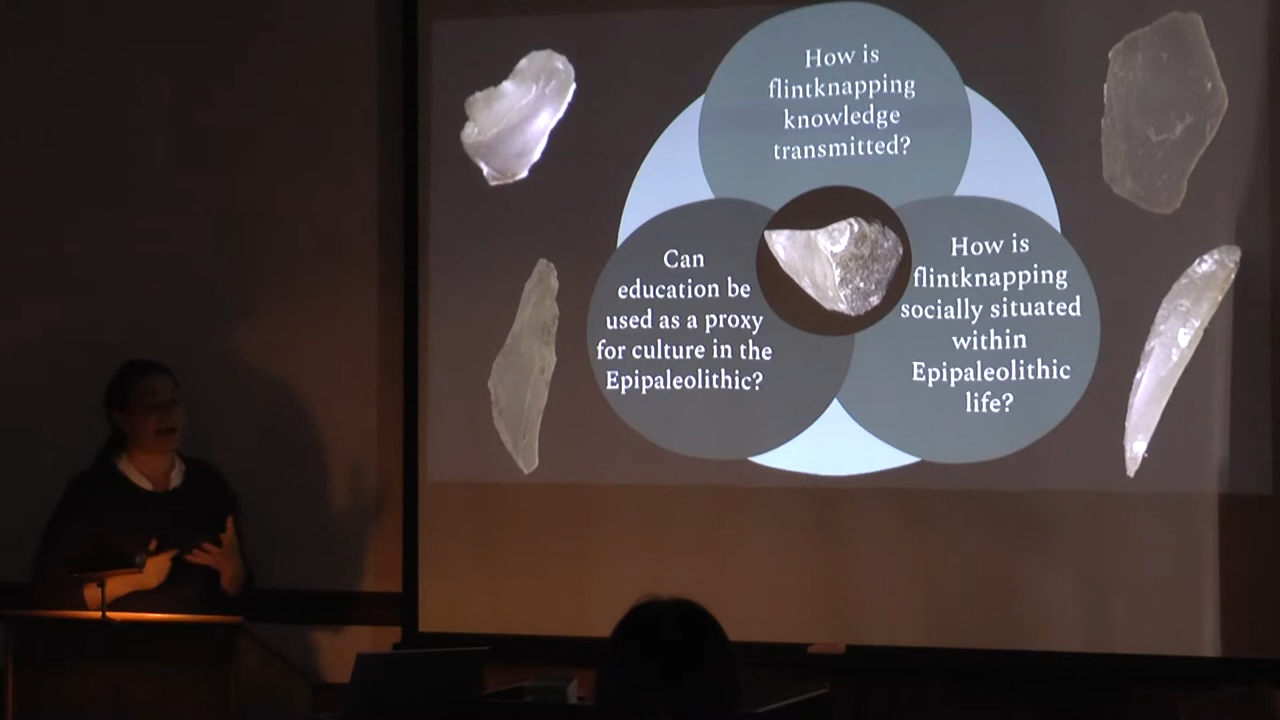 How is
flintknapping
knowledge
transmitted?
Can
education be
used as a proxy
for culture in the
Epipaleolithic?
How is
flintknapping
socially situated
within
Epipaleolithic
life?